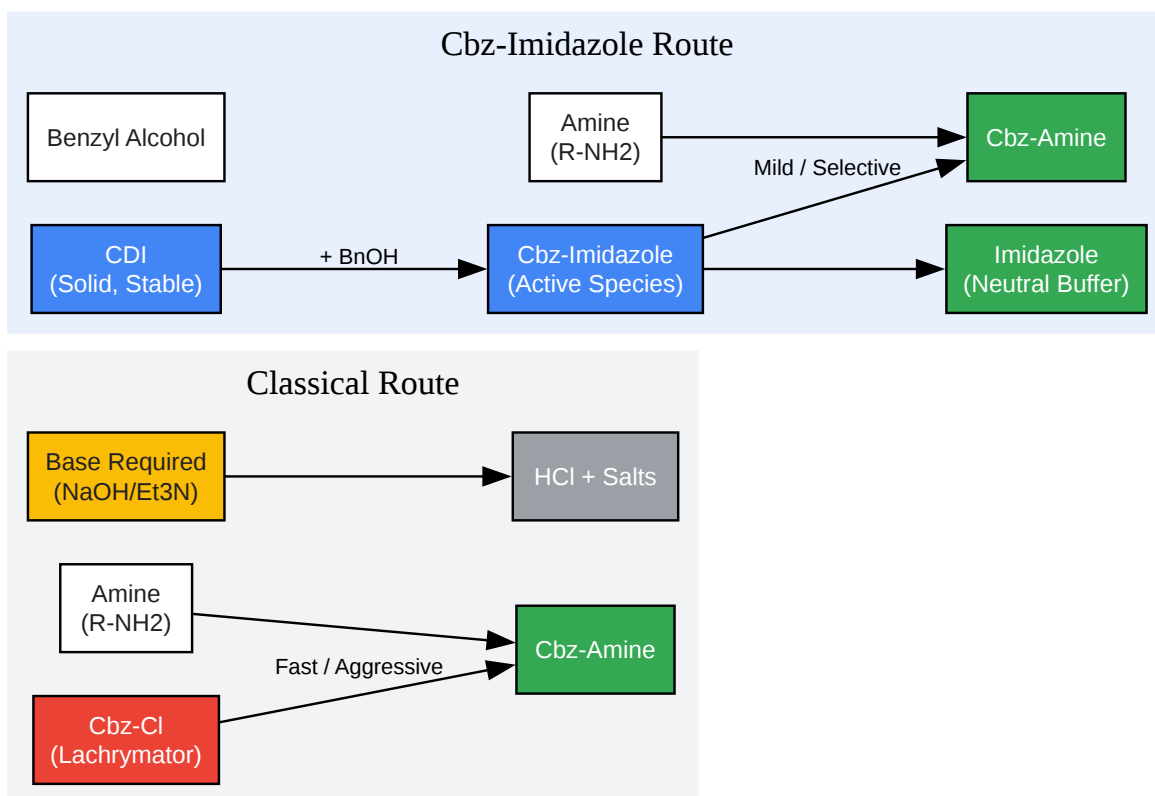 Cbz-Imidazole Route
Benzyl Alcohol
Amine
(R-NH2)
Cbz-Amine
Mild / Selective
CDI
(Solid, Stable)
+ BnOH
Cbz-Imidazole
(Active Species)
Imidazole
(Neutral Buffer)
Classical Route
Base Required
(NaOH/Et3N)
HCl + Salts
Amine
(R-NH2)
Cbz-Amine
Fast / Aggressive
Cbz-Cl
(Lachrymator)